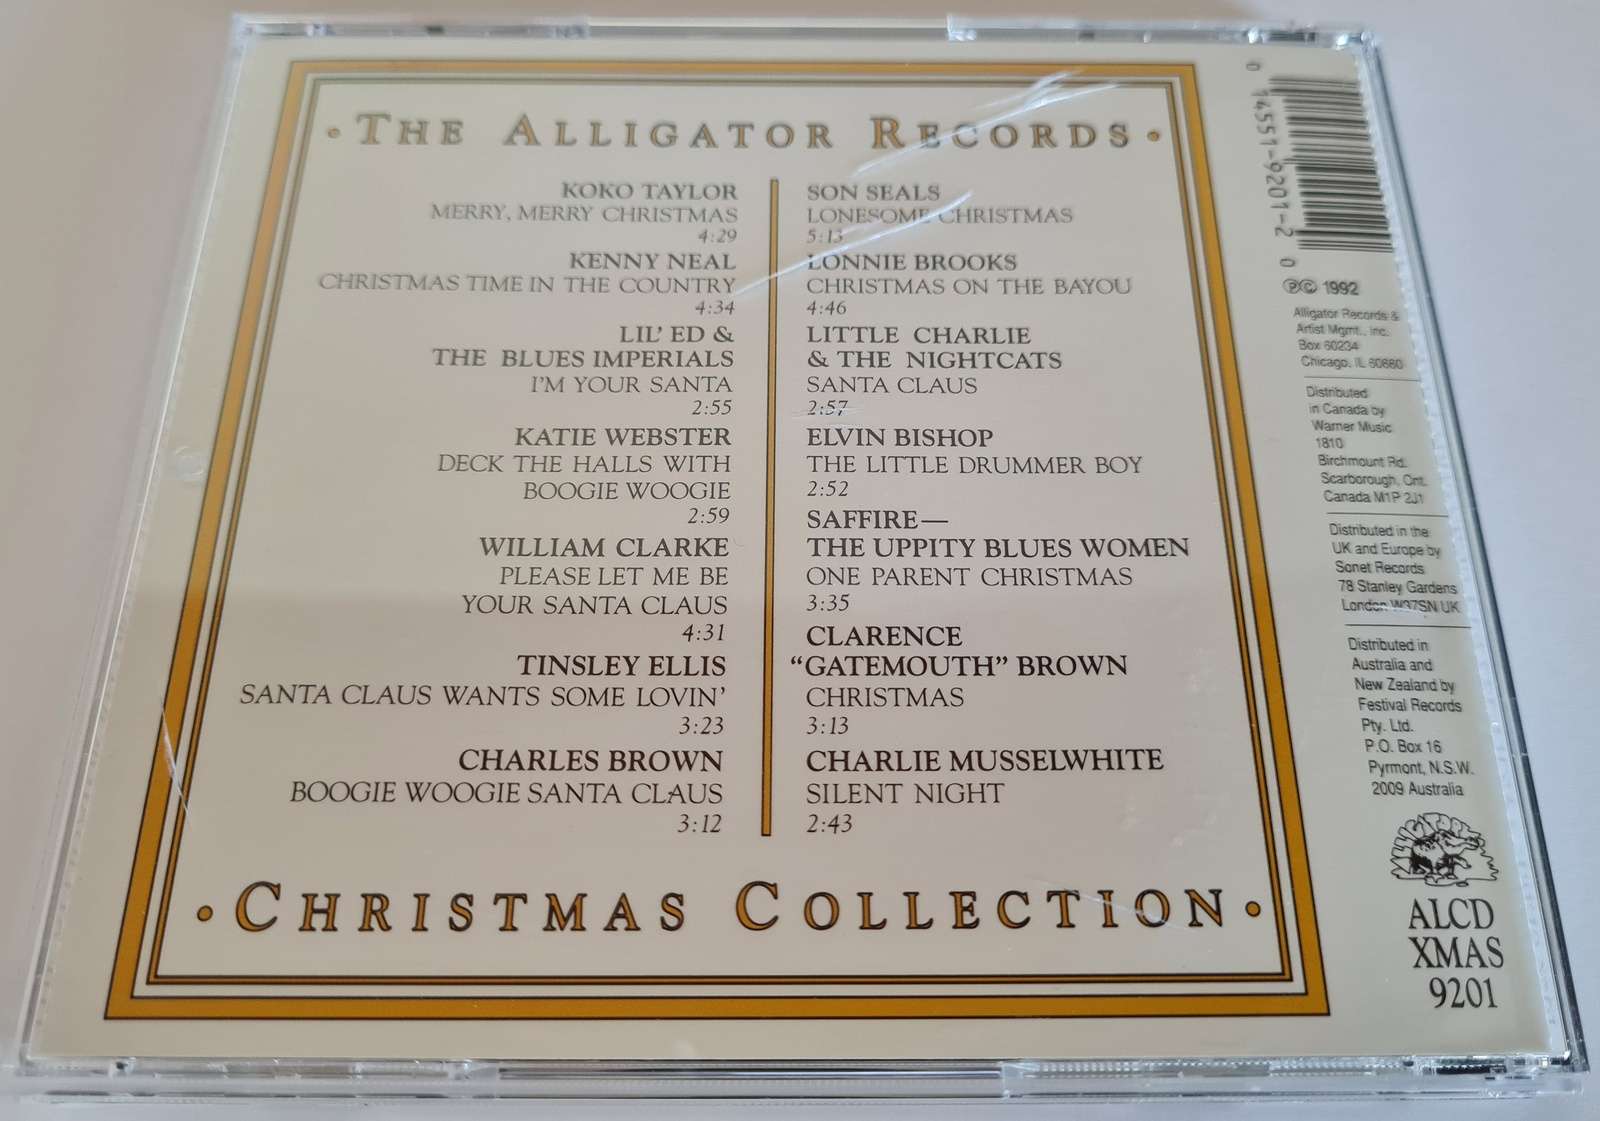 • THE ALLIGATOR RECORDS •
KOKO TAYLOR
MERRY, MERRY CHRISTMAS
4:29
KENNY NEAL
CHRISTMAS TIME IN THE COUNTRY
4:34
LIL' ED &
THE BLUES IMPERIALS
I'M YOUR SANTA
2:55
KATIE WEBSTER
DECK THE HALLS WITH
BOOGIE WOOGIE
2:59
WILLIAM CLARKE
PLEASE LET ME BE
YOUR SANTA CLAUS
4:31
TINSLEY ELLIS
SANTA CLAUS WANTS SOME LOVIN'
3:23
CHARLES BROWN
BOOGIE WOOGIE SANTA CLAUS
3:12
SON SEALS
LONESOME CHRISTMAS
5:13
LONNIE BROOKS
CHRISTMAS ON THE BAYOU
4:46
LITTLE CHARLIE
& THE NIGHTCATS
SANTA CLAUS
2:57
ELVIN BISHOP
THE LITTLE DRUMMER BOY
2:52
SAFFIRE—
THE UPPITY BLUES WOMEN
ONE PARENT CHRISTMAS
3:35
CLARENCE
"GATEMOUTH" BROWN
CHRISTMAS
3:13
CHARLIE MUSSELWHITE
SILENT NIGHT
2:43
• CHRISTMAS COLLECTION •
0 14551-9201-2 0
℗© 1992
Alligator Records &
Artist Mgmt., Inc.
Box 60234
Chicago, IL 60660
Distributed
in Canada by
Warner Music
1810
Birchmount Rd.
Scarborough, Ont.
Canada M1P 2J1
Distributed in the
UK and Europe by
Sonet Records
78 Stanley Gardens
London W37SN UK
Distributed in
Australia and
New Zealand by
Festival Records
Pty. Ltd.
P.O. Box 16
Pyrmont, N.S.W.
2009 Australia
ALLIGATOR
ALCD
XMAS
9201